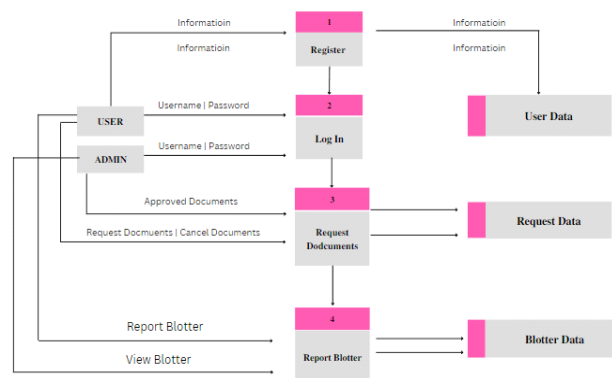 Informatioin
1
Informatioin
Informatioin
Register
Informatioin
USER
Username | Password
2
User Data
Log In
ADMIN
Username | Password
Approved Documents
3
Request Data
Request Docmuents | Cancel Documents
Request
Dodcuments
Report Blotter
4
Blotter Data
View Blotter
Report Blotter